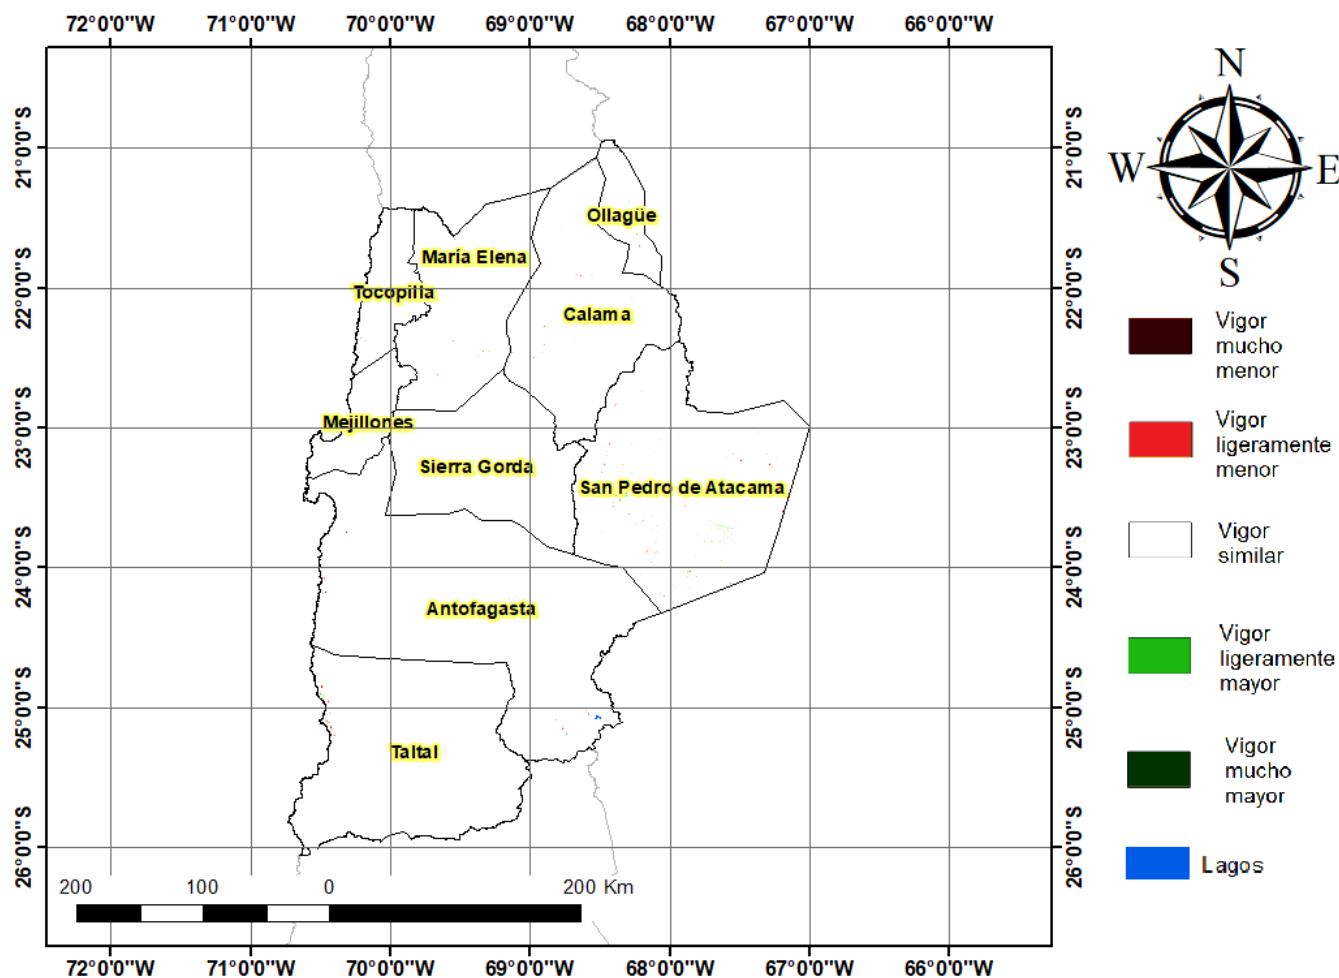 72°0'0"W 71°0'0"W 70°0'0"W 69°0'0"W 68°0'0"W 67°0'0"W 66°0'0"W
N
W E
S
21°0'0"S 21°0'0"S
22°0'0"S 22°0'0"S
23°0'0"S 23°0'0"S
24°0'0"S 24°0'0"S
25°0'0"S 25°0'0"S
26°0'0"S 26°0'0"S
Ollagüe
María Elena
Tocopilla
Calama
Mejillones
Sierra Gorda
San Pedro de Atacama
Antofagasta
Taltal
200 100 0 200 Km
72°0'0"W 71°0'0"W 70°0'0"W 69°0'0"W 68°0'0"W 67°0'0"W 66°0'0"W
Vigor
mucho
menor
Vigor
ligeramente
menor
Vigor
similar
Vigor
ligeramente
mayor
Vigor
mucho
mayor
Lagos